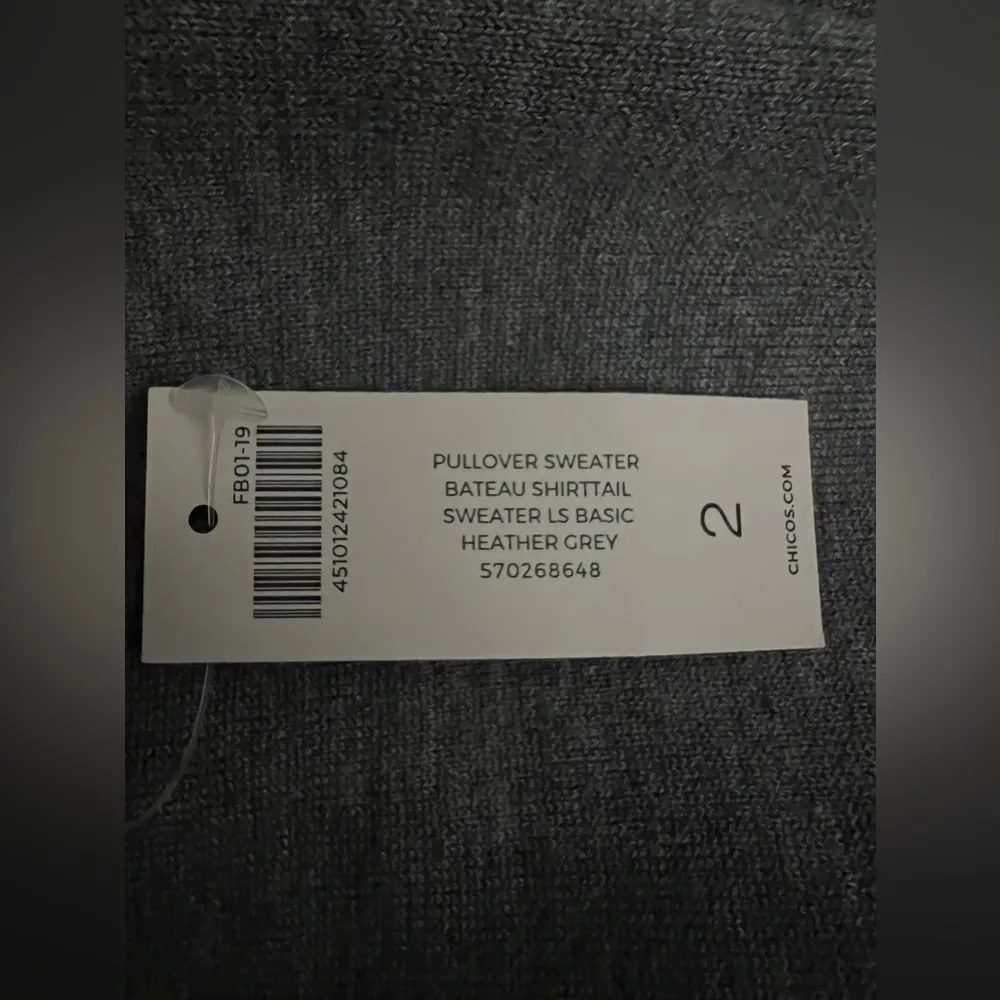 FB01-19
451012421084
PULLOVER SWEATER
BATEAU SHIRTTAIL
SWEATER LS BASIC
HEATHER GREY
570268648
2
CHICOS.COM